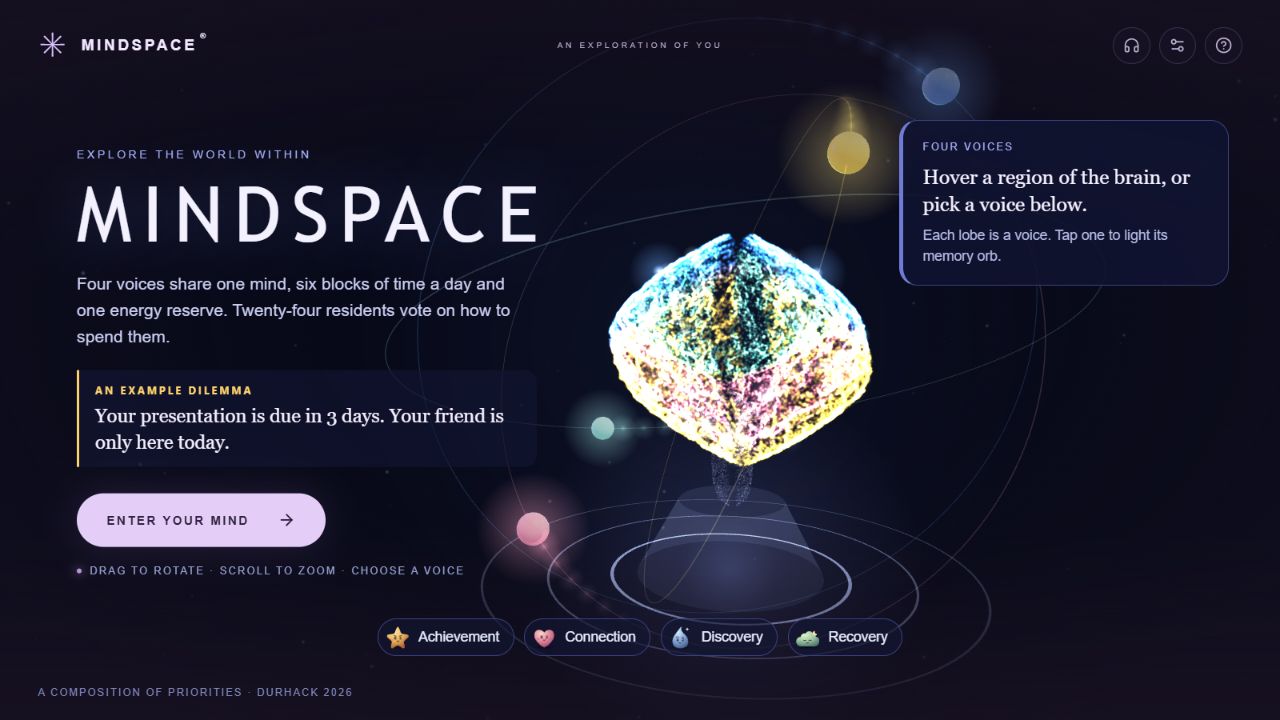 MINDSPACE®
AN EXPLORATION OF YOU
EXPLORE THE WORLD WITHIN
MINDSPACE
Four voices share one mind, six blocks of time a day and
one energy reserve. Twenty-four residents vote on how to
spend them.
AN EXAMPLE DILEMMA
Your presentation is due in 3 days. Your friend is
only here today.
ENTER YOUR MIND
DRAG TO ROTATE · SCROLL TO ZOOM · CHOOSE A VOICE
FOUR VOICES
Hover a region of the brain, or
pick a voice below.
Each lobe is a voice. Tap one to light its
memory orb.
Achievement
Connection
Discovery
Recovery
A COMPOSITION OF PRIORITIES · DURHACK 2026